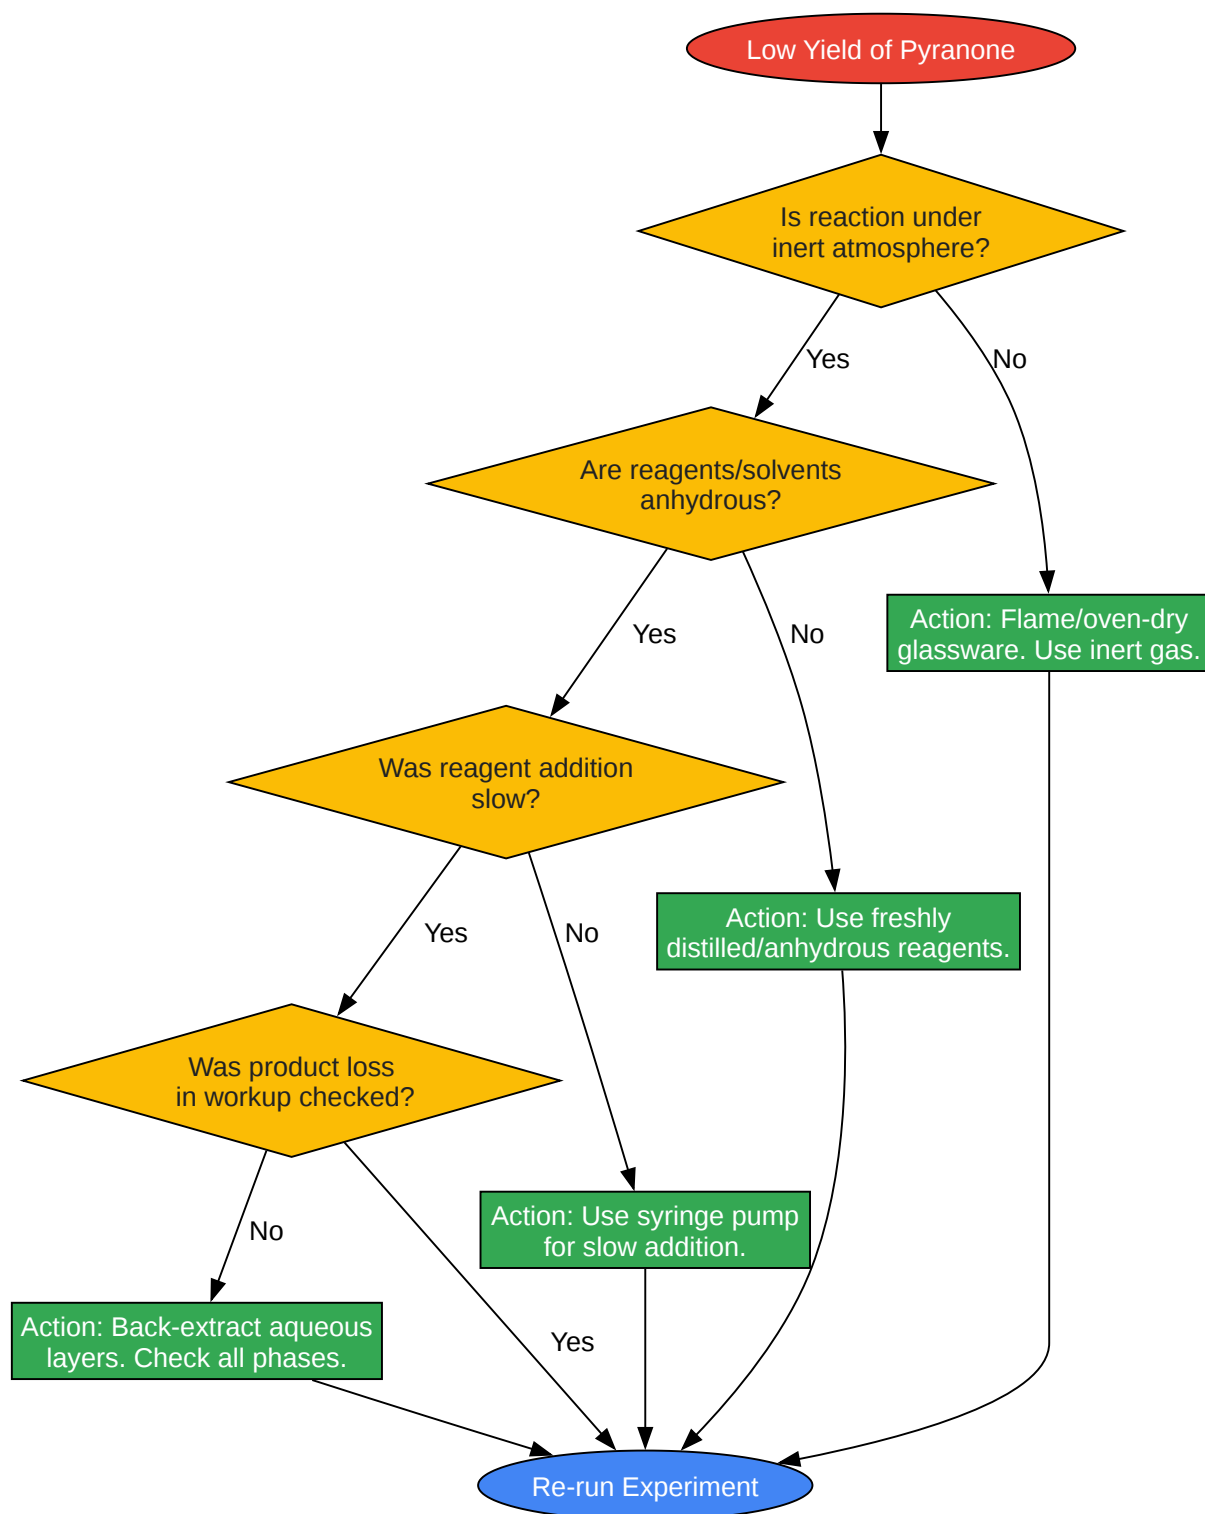 Low Yield of Pyranone
Is reaction under
inert atmosphere?
Yes
No
Are reagents/solvents
anhydrous?
Action: Flame/oven-dry
glassware. Use inert gas.
Yes
No
Was reagent addition
slow?
Action: Use freshly
distilled/anhydrous reagents.
Yes
No
Was product loss
in workup checked?
Action: Use syringe pump
for slow addition.
No
Action: Back-extract aqueous
layers. Check all phases.
Yes
Re-run Experiment